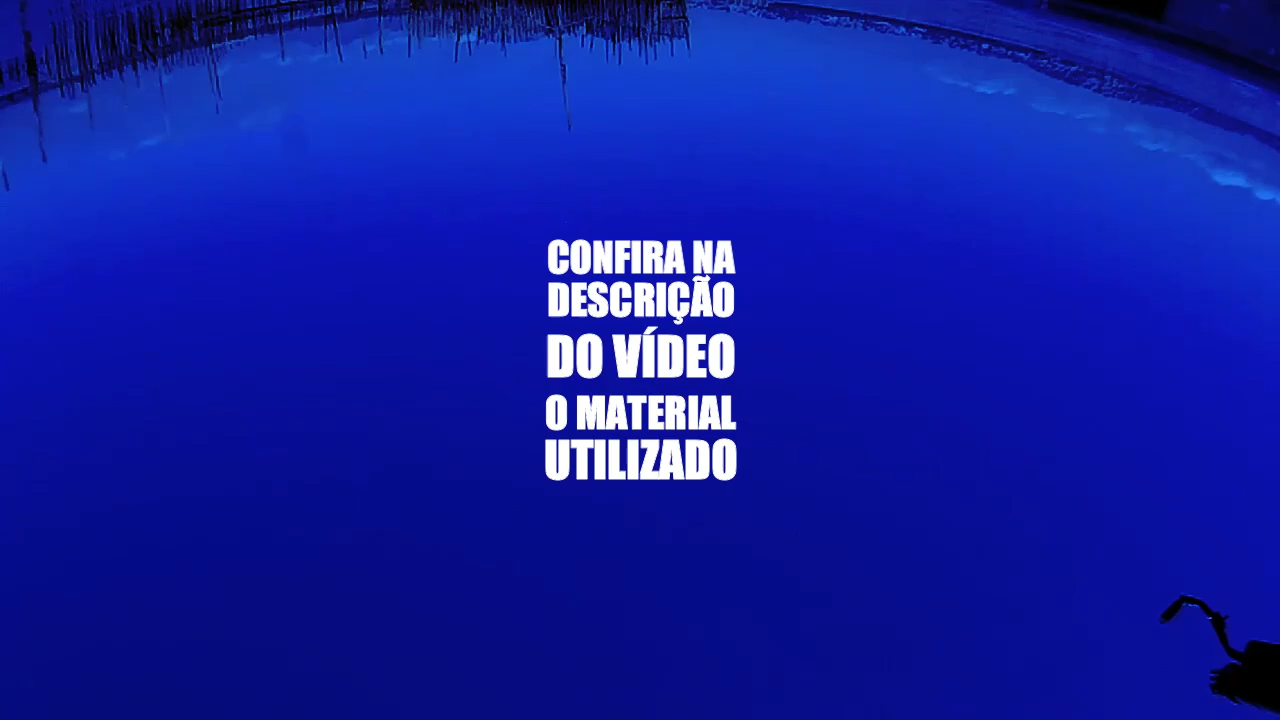 CONFIRA NA
DESCRIÇÃO
DO VÍDEO
O MATERIAL
UTILIZADO